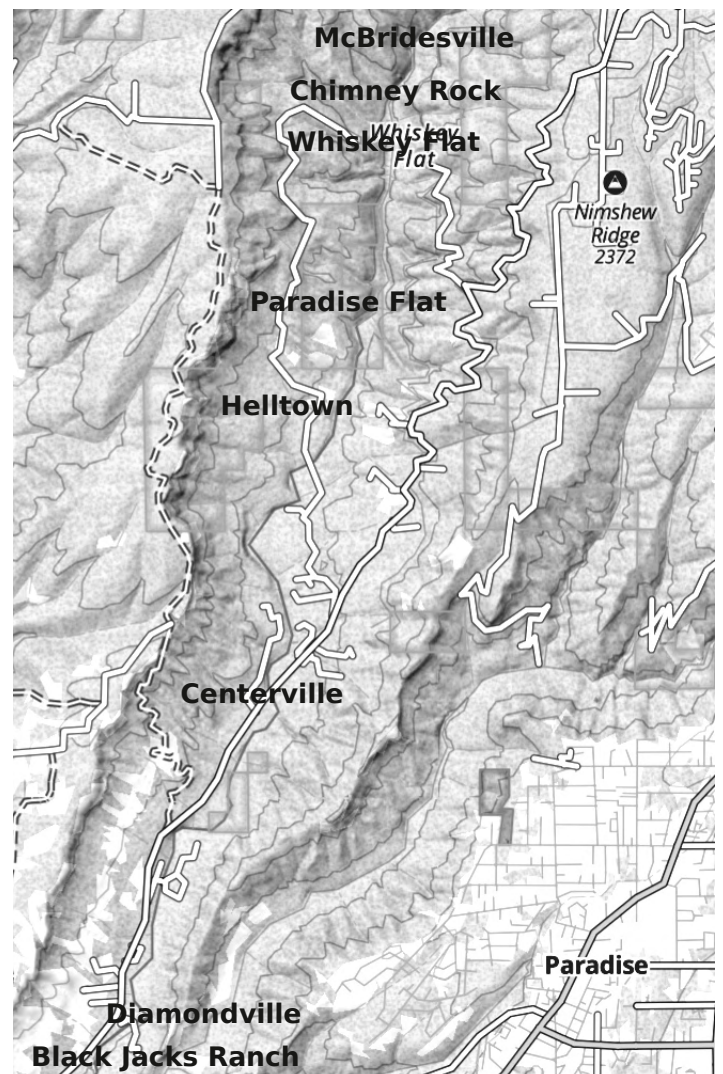 McBridesville
Chimney Rock
Whiskey Flat
Whiskey
Flat
Nimshew
Ridge
2372
Paradise Flat
Helltown
Centerville
Paradise
Diamondville
Black Jacks Ranch